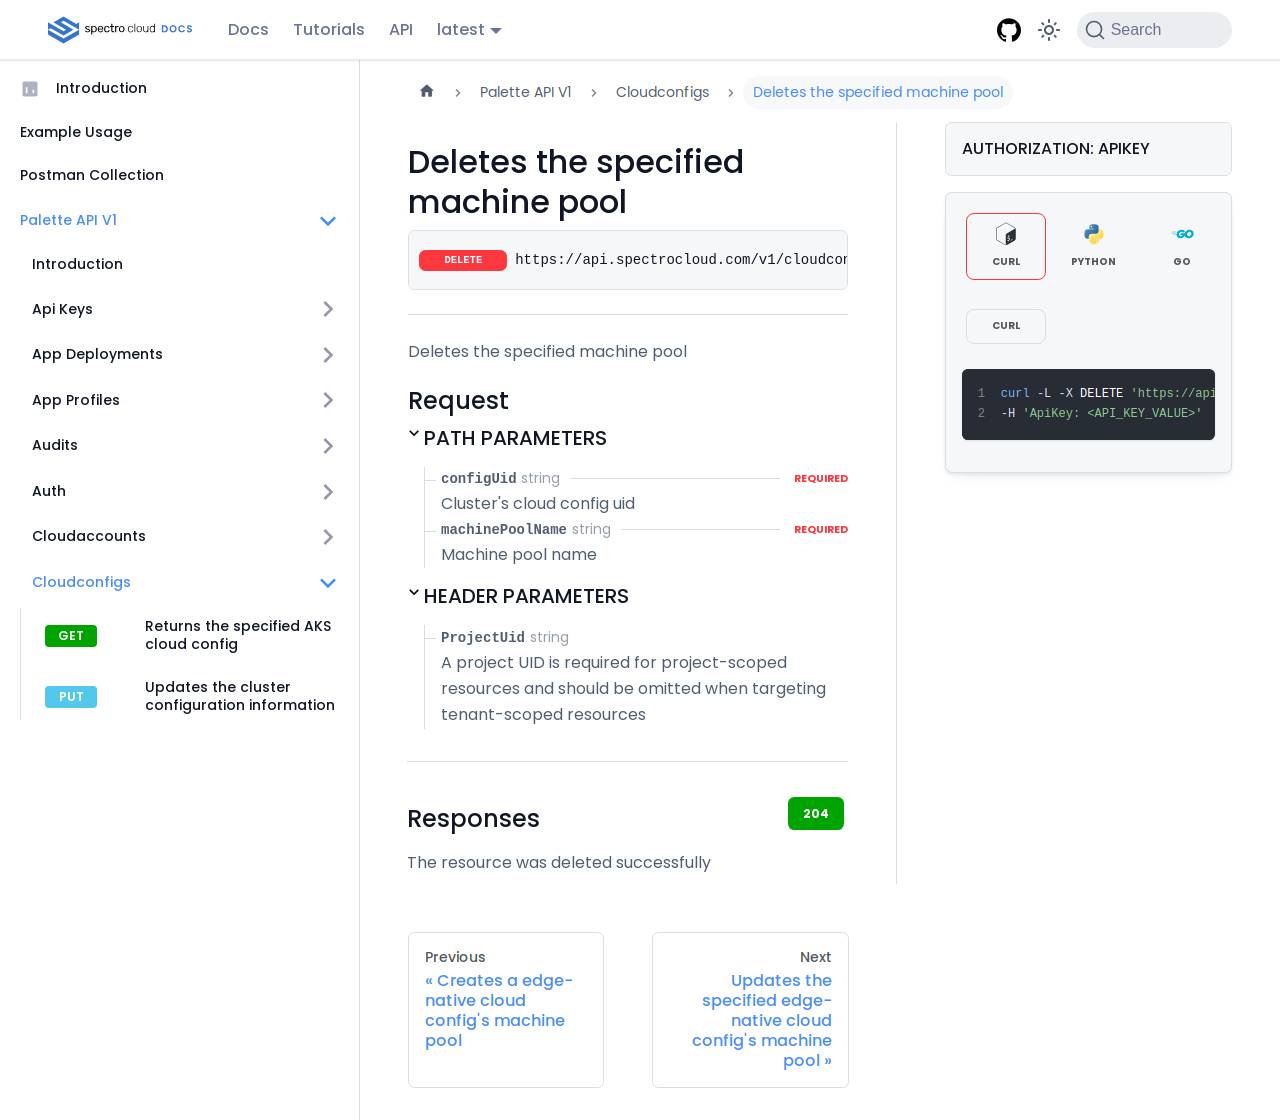 spectro cloud DOCS
Docs
Tutorials
API
latest
Search
Introduction
Example Usage
Postman Collection
Palette API V1
Introduction
Api Keys
App Deployments
App Profiles
Audits
Auth
Cloudaccounts
Cloudconfigs
GET
Returns the specified AKS
cloud config
PUT
Updates the cluster
configuration information
Palette API V1
Cloudconfigs
Deletes the specified machine pool
Deletes the specified
machine pool
DELETE
https://api.spectrocloud.com/v1/cloudcon
Deletes the specified machine pool
Request
PATH PARAMETERS
configUid string
REQUIRED
Cluster's cloud config uid
machinePoolName string
REQUIRED
Machine pool name
HEADER PARAMETERS
ProjectUid string
A project UID is required for project-scoped
resources and should be omitted when targeting
tenant-scoped resources
Responses
204
The resource was deleted successfully
Previous
« Creates a edge-
native cloud
config's machine
pool
Next
Updates the
specified edge-
native cloud
config's machine
pool »
AUTHORIZATION: APIKEY
CURL
PYTHON
GO
GO
CURL
1 curl -L -X DELETE 'https://api
2 -H 'ApiKey: <API_KEY_VALUE>'